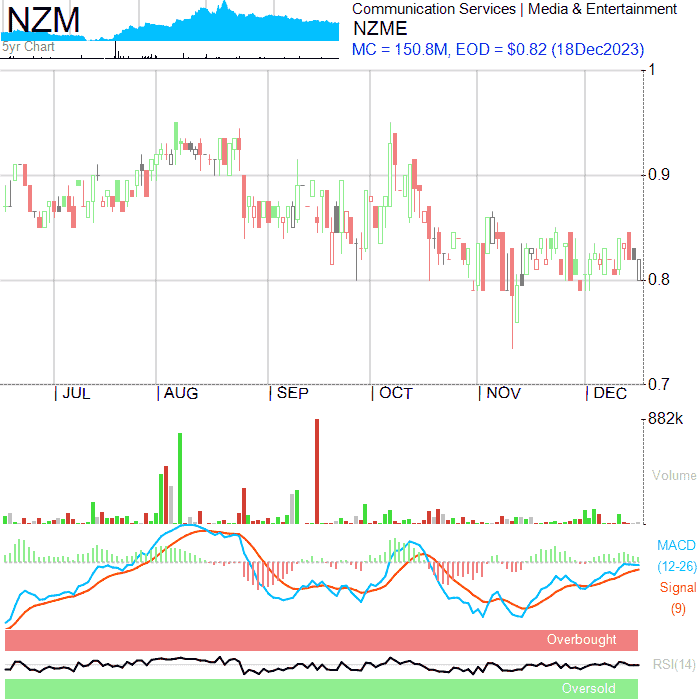 NZM
5yr Chart
Communication Services | Media & Entertainment
NZME
MC = 150.8M, EOD = $0.82 (18Dec2023)
1
0.9
0.8
0.7
JUL AUG SEP OCT NOV DEC
882k
Volume
MACD
(12-26)
Signal
(9)
Overbought
RSI(14)
Oversold